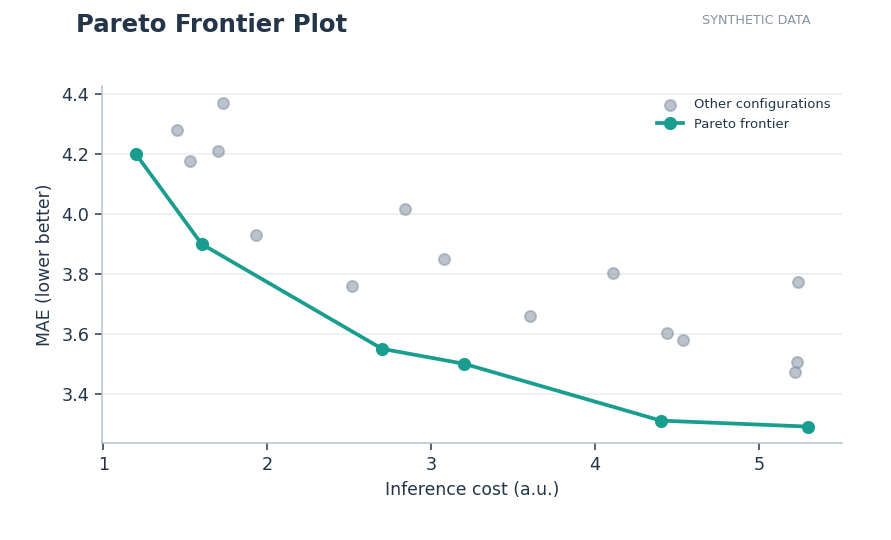 Pareto Frontier Plot
SYNTHETIC DATA
4.4
4.2
4.0
3.8
3.6
3.4
MAE (lower better)
Other configurations
Pareto frontier
1
2
3
4
5
Inference cost (a.u.)